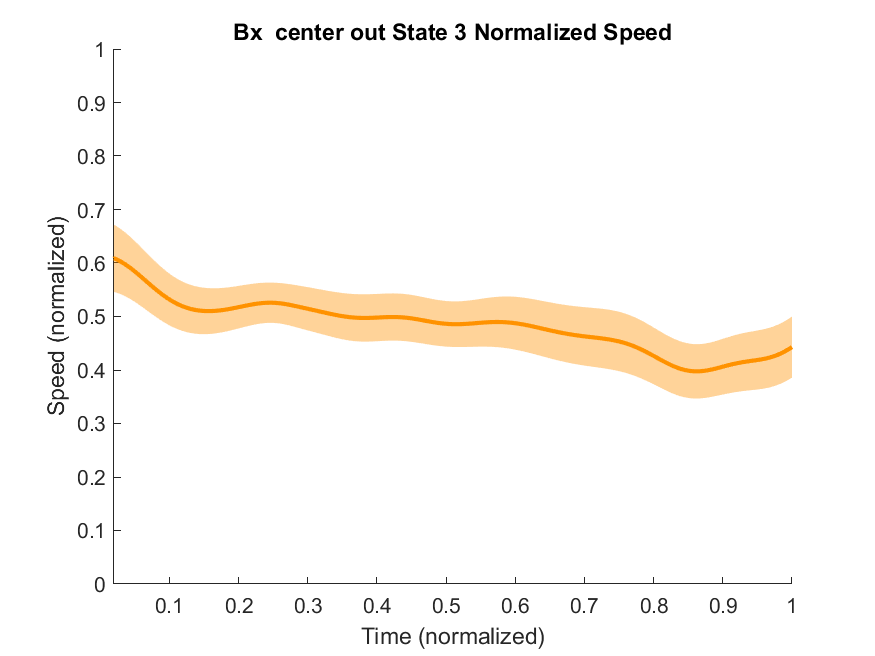 Bx  center out State 3 Normalized Speed
1
0.9
0.8
0.7
0.6
0.5
0.4
0.3
0.2
0.1
0
Speed (normalized)
0.1 0.2 0.3 0.4 0.5 0.6 0.7 0.8 0.9 1
Time (normalized)